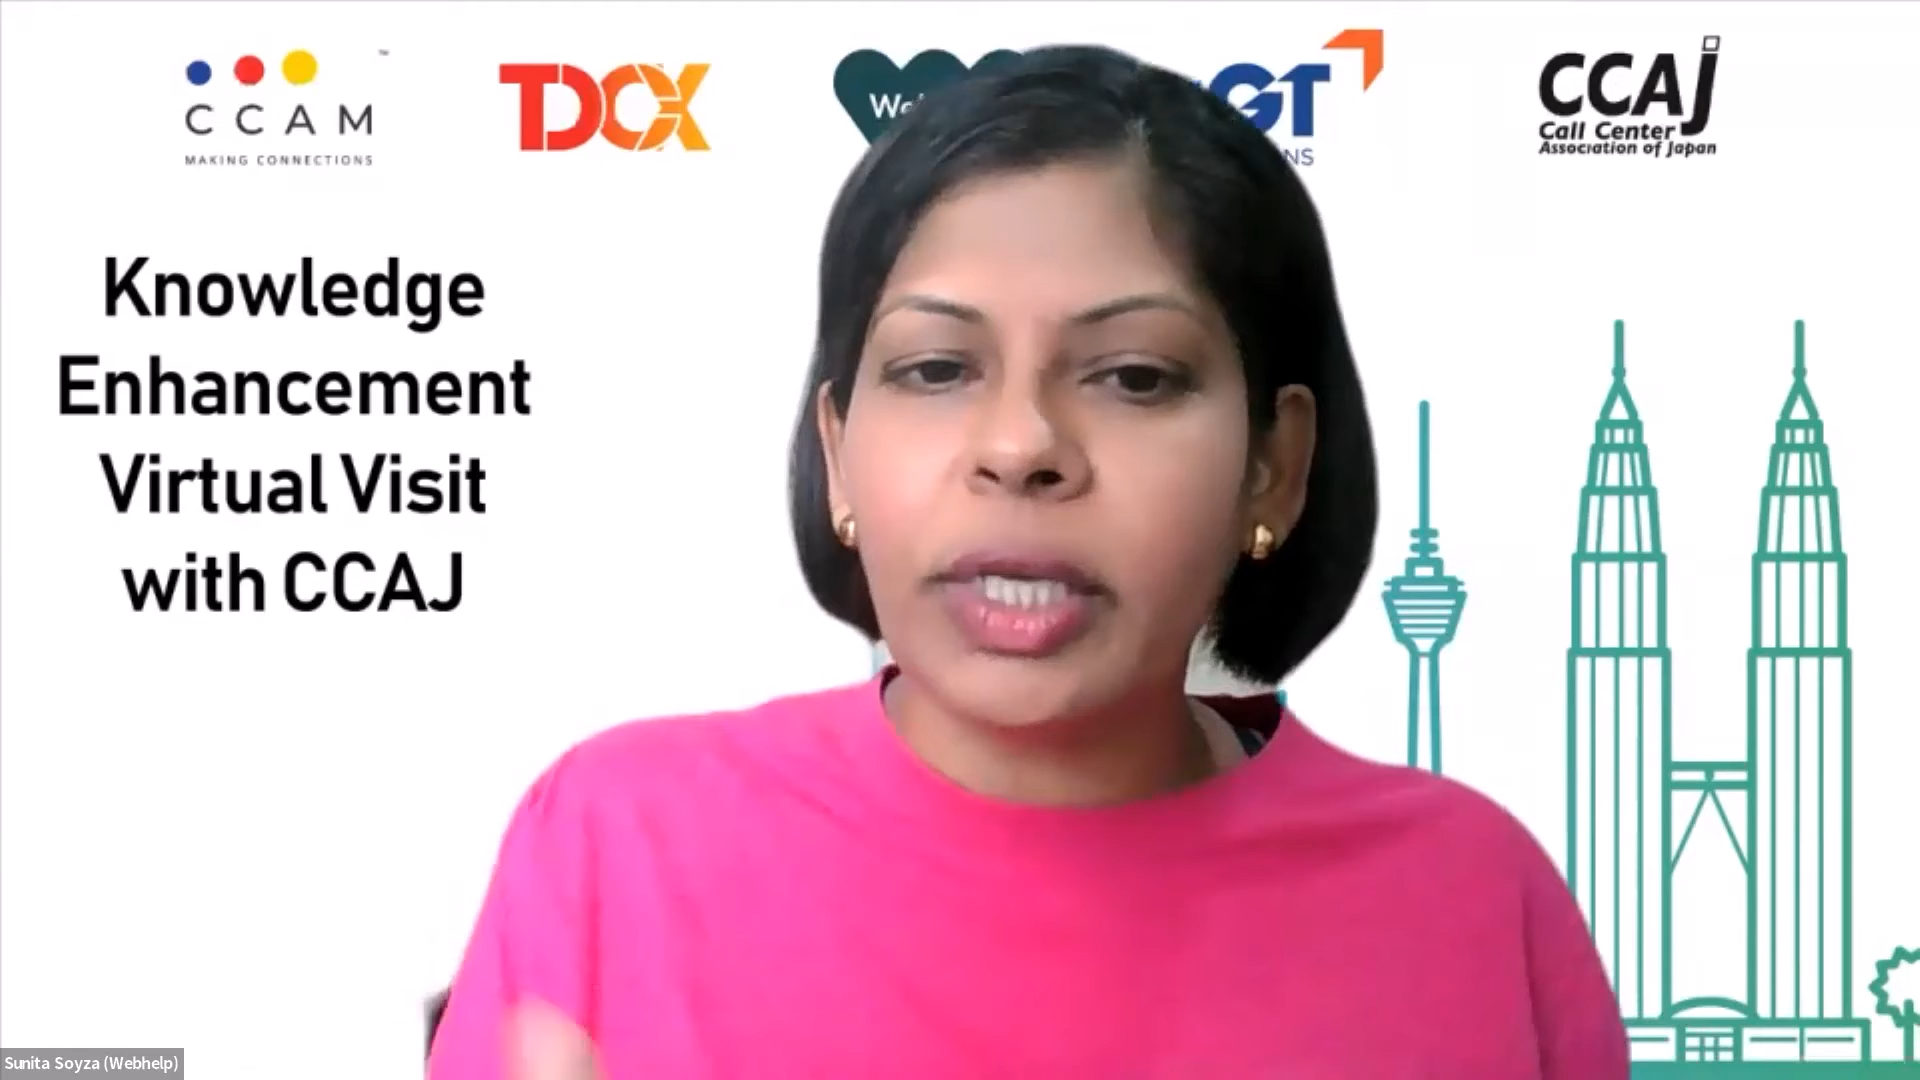 CCAM
MAKING CONNECTIONS
TDCX
GT
CCAJ
Call Center
Association of Japan
Knowledge
Enhancement
Virtual Visit
with CCAJ
Sunita Soyza (Webhelp)